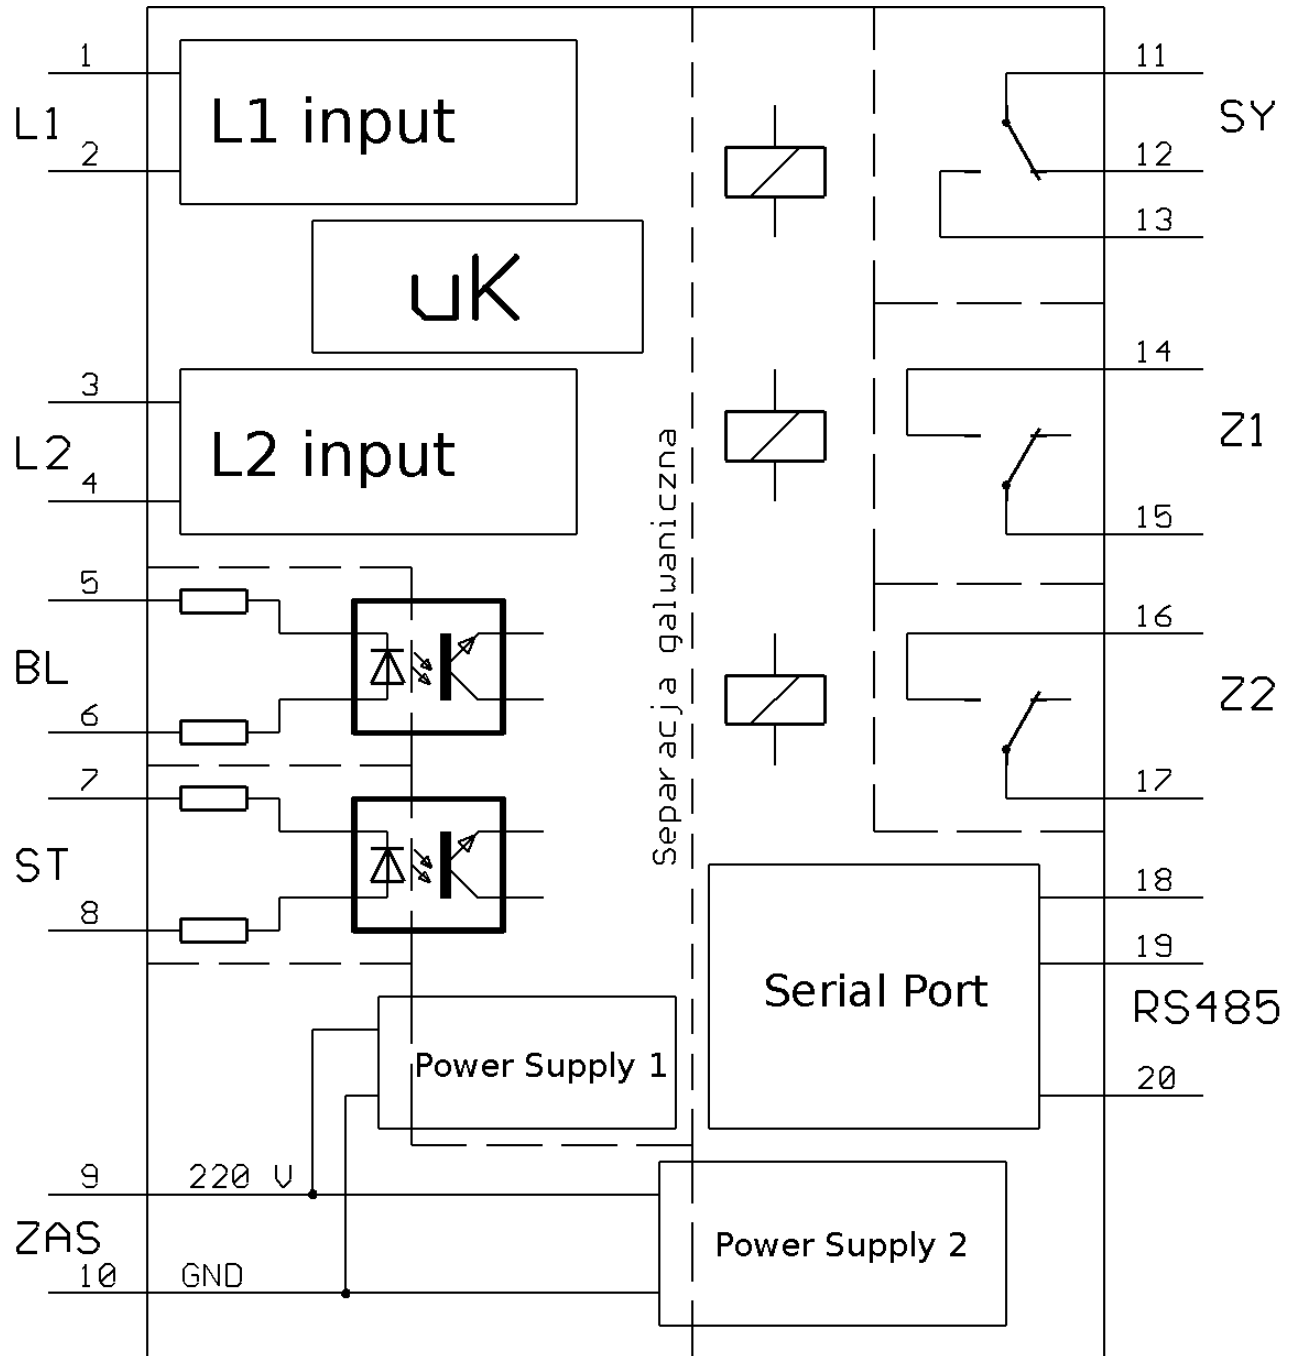 1
L1
2
L1 input
uK
3
L2
4
L2 input
5
BL
6
7
ST
8
Separacja galwaniczna
Power Supply 1
9
220 V
ZAS
10
GND
Power Supply 2
11
SY
12
13
14
Z1
15
16
Z2
17
Serial Port
18
19
RS485
20